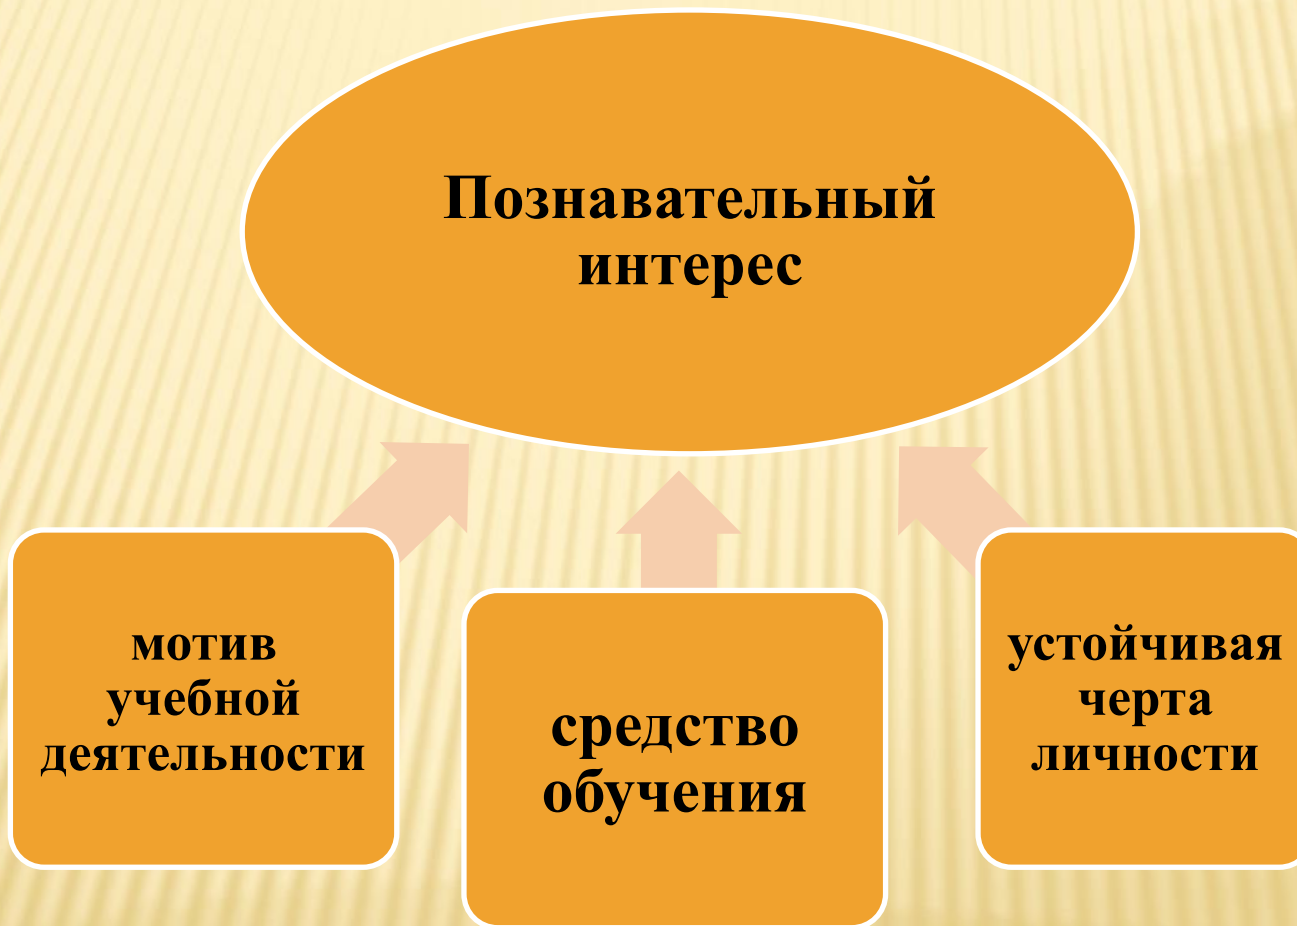 Познавательный
интерес
мотив
учебной
деятельности
средство
обучения
устойчивая
черта
личности